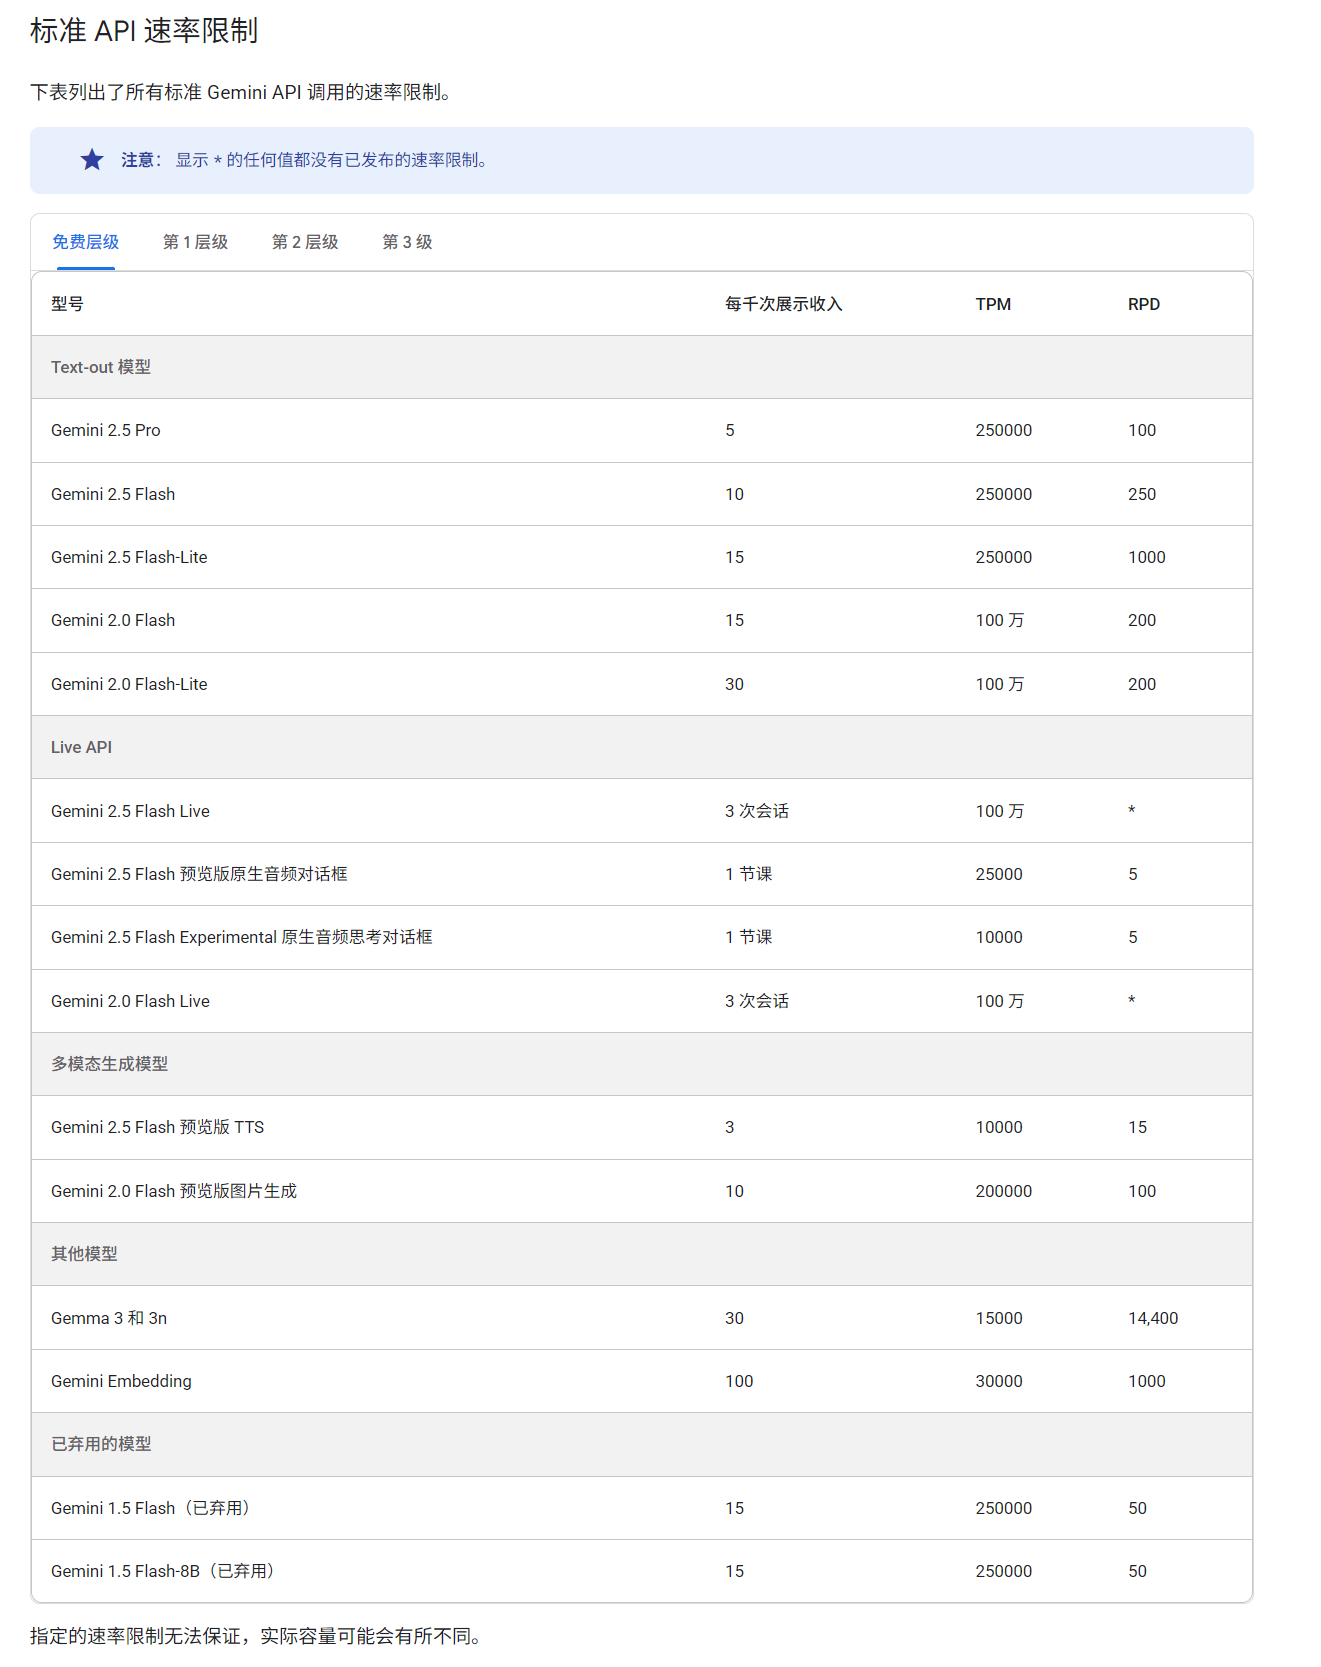 标准 API 速率限制
下表列出了所有标准 Gemini API 调用的速率限制。
注意： 显示 * 的任何值都没有已发布的速率限制。
免费层级 第 1 层级 第 2 层级 第 3 级
型号 每千次展示收入 TPM RPD
Text-out 模型
Gemini 2.5 Pro 5 250000 100
Gemini 2.5 Flash 10 250000 250
Gemini 2.5 Flash-Lite 15 250000 1000
Gemini 2.0 Flash 15 100 万 200
Gemini 2.0 Flash-Lite 30 100 万 200
Live API
Gemini 2.5 Flash Live 3 次会话 100 万 *
Gemini 2.5 Flash 预览版原生音频对话框 1 节课 25000 5
Gemini 2.5 Flash Experimental 原生音频思考对话框 1 节课 10000 5
Gemini 2.0 Flash Live 3 次会话 100 万 *
多模态生成模型
Gemini 2.5 Flash 预览版 TTS 3 10000 15
Gemini 2.0 Flash 预览版图片生成 10 200000 100
其他模型
Gemma 3 和 3n 30 15000 14,400
Gemini Embedding 100 30000 1000
已弃用的模型
Gemini 1.5 Flash（已弃用） 15 250000 50
Gemini 1.5 Flash-8B（已弃用） 15 250000 50
指定的速率限制无法保证，实际容量可能会有所不同。